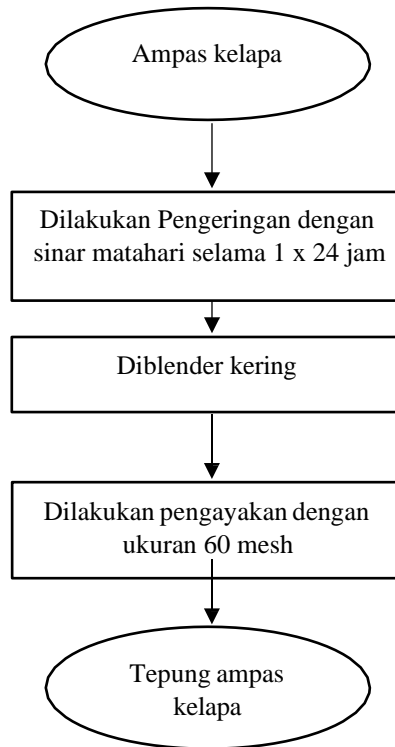 Ampas kelapa
Dilakukan Pengeringan dengan
sinar matahari selama 1 x 24 jam
Diblender kering
Dilakukan pengayakan dengan
ukuran 60 mesh
Tepung ampas
kelapa